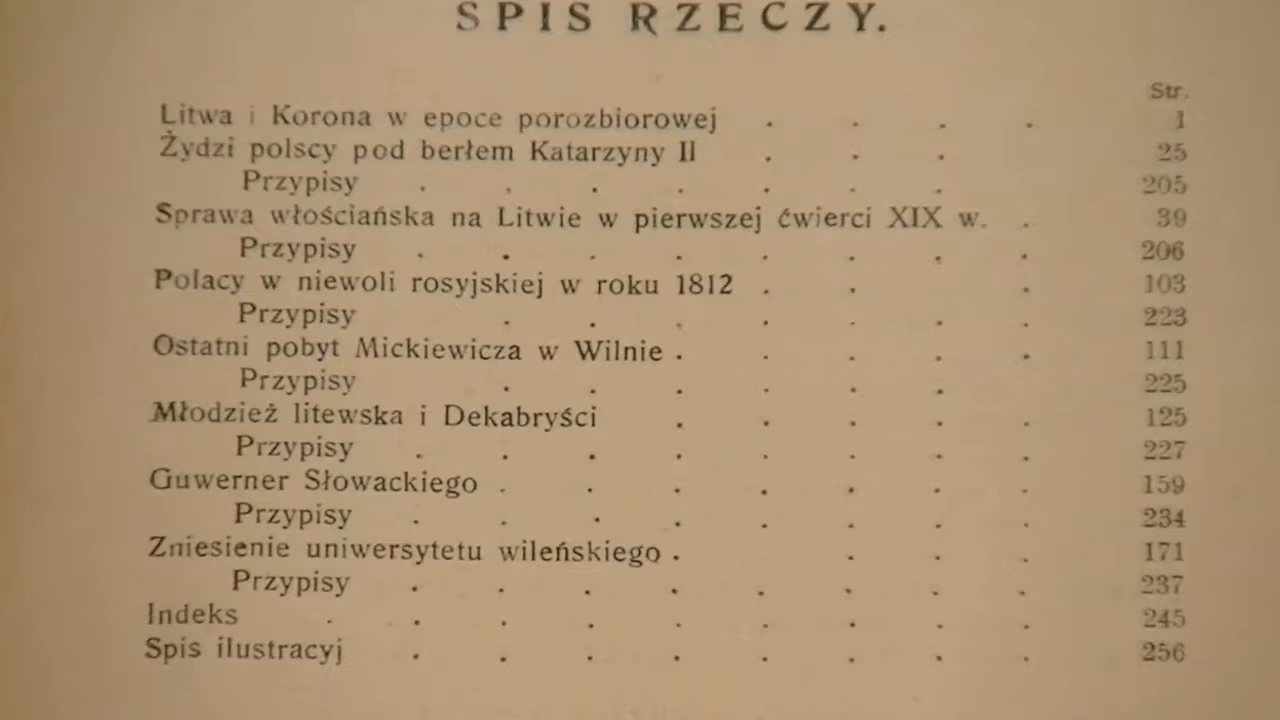 SPIS RZECZY.
Str.
Litwa i Korona w epoce porozbiorowej . . . . 1
Żydzi polscy pod berłem Katarzyny II . . . 25
Przypisy . . . . . . . 205
Sprawa włościańska na Litwie w pierwszej ćwierci XIX w. . 39
Przypisy . . . . . . . . 206
Polacy w niewoli rosyjskiej w roku 1812 . . . 103
Przypisy . . . . . . . 223
Ostatni pobyt Mickiewicza w Wilnie . . . . . 111
Przypisy . . . . . . 225
Młodzież litewska i Dekabryści . . . . . 125
Przypisy . . . . . . . . 227
Guwerner Słowackiego . . . . . . . 159
Przypisy . . . . . . . . 234
Zniesienie uniwersytetu wileńskiego . . . . 171
Przypisy . . . . . . . . 237
Indeks . . . . . . . . . 245
Spis ilustracyj . . . . . . . . 256